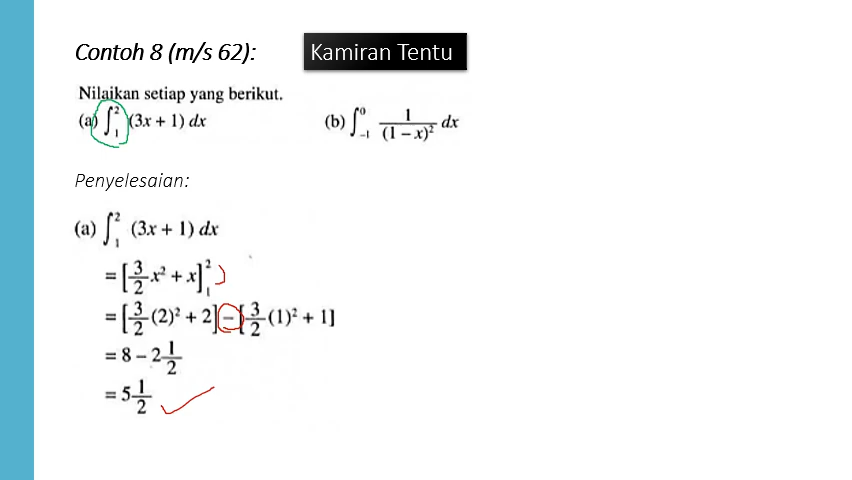 Contoh 8 (m/s 62): Kamiran Tentu
Nilaikan setiap yang berikut.
(a) ∫₁² (3x + 1) dx (b) ∫₋₁⁰ 1/(1 – x)² dx
Penyelesaian:
(a) ∫₁² (3x + 1) dx
= [3/2 x² + x]₁²
= [3/2 (2)² + 2] – [3/2 (1)² + 1]
= 8 – 2 1/2
= 5 1/2